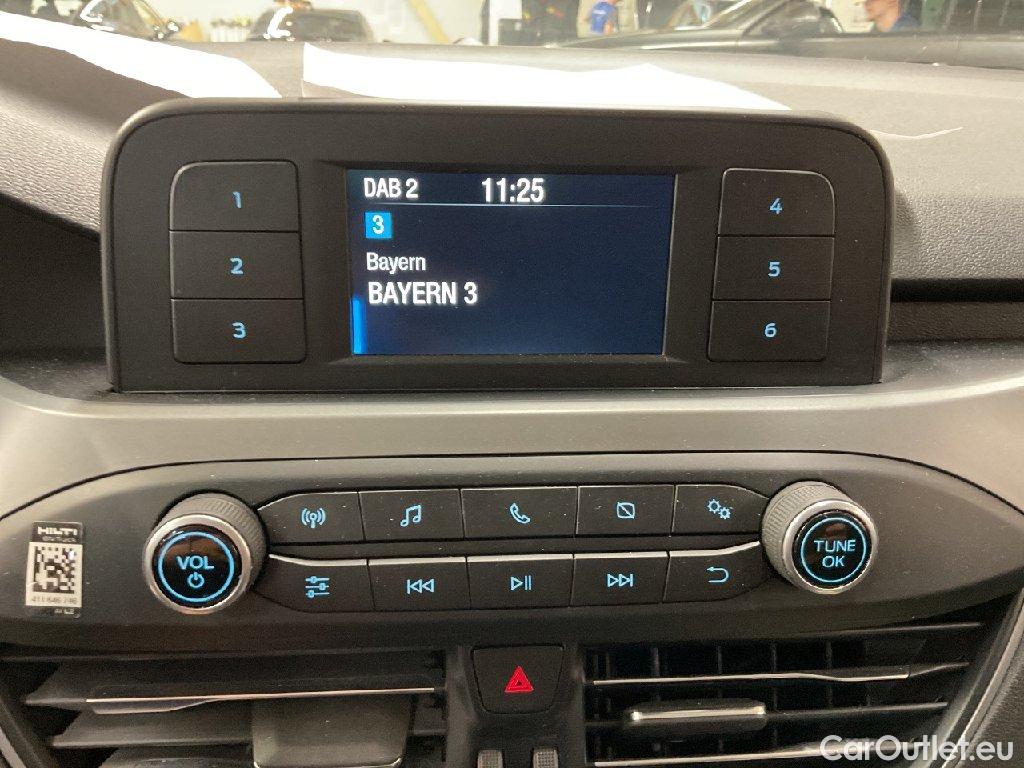 1
2
3
DAB 2 11:25
3
Bayern
BAYERN 3
4
5
6
HILTI
VOL
TUNE
OK
CarOutlet.eu